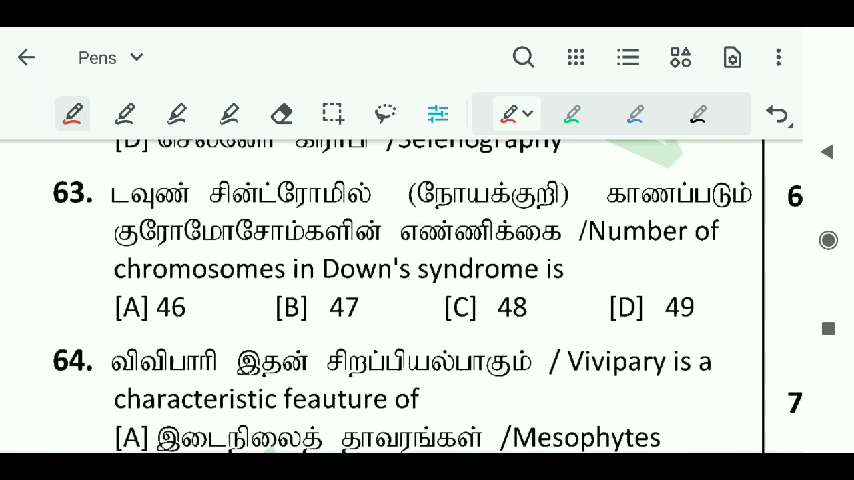 Pens
[D] செலினோ கிராபி /Selenography
63. டவுண் சின்ட்ரோமில் (நோயக்குறி) காணப்படும்
குரோமோசோம்களின் எண்ணிக்கை /Number of
chromosomes in Down's syndrome is
[A] 46 [B] 47 [C] 48 [D] 49
64. விவிபாரி இதன் சிறப்பியல்பாகும் / Vivipary is a
characteristic feauture of
[A] இடைநிலைத் தாவரங்கள் /Mesophytes
6
7